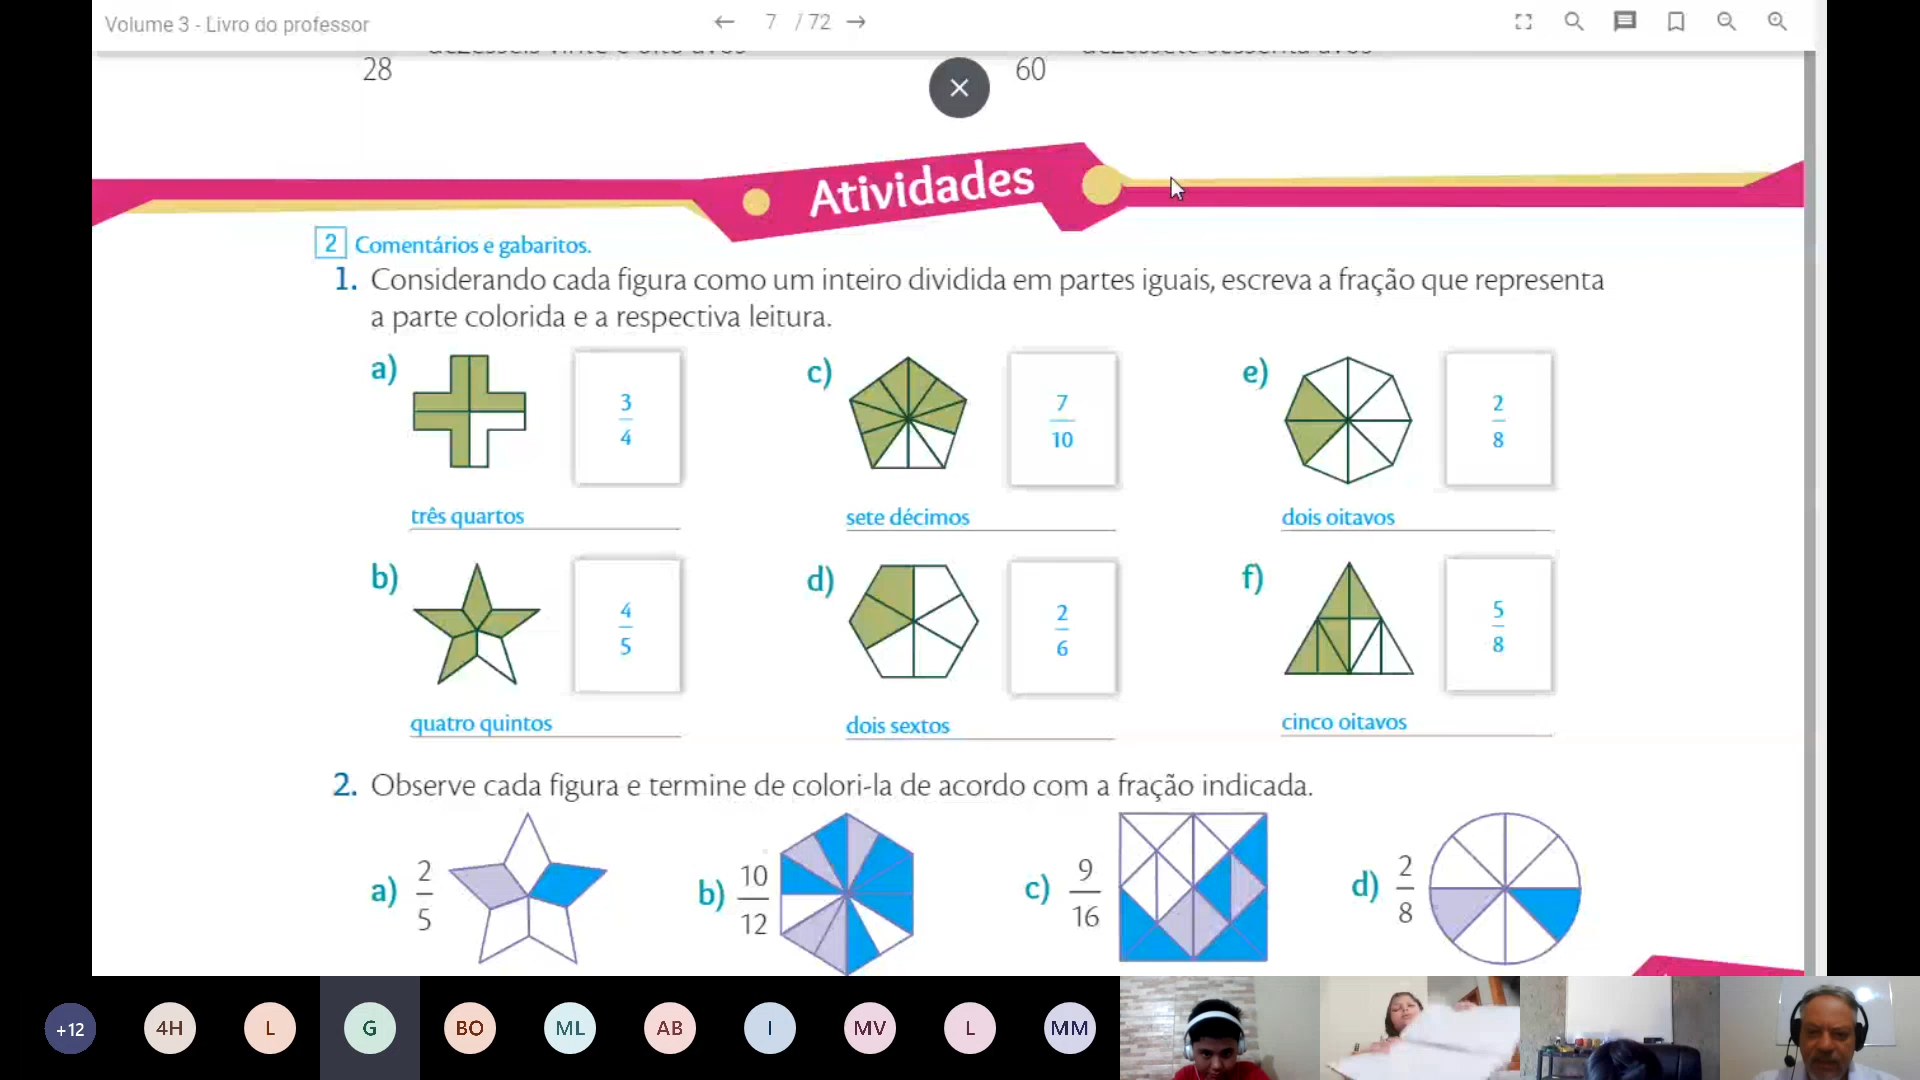 Volume 3 - Livro do professor
7 / 72
28
60
Atividades
2 Comentários e gabaritos.
1. Considerando cada figura como um inteiro dividida em partes iguais, escreva a fração que representa
a parte colorida e a respectiva leitura.
a) 3/4
c) 7/10
e) 2/8
três quartos
sete décimos
dois oitavos
b) 4/5
d) 2/6
f) 5/8
quatro quintos
dois sextos
cinco oitavos
2. Observe cada figura e termine de colori-la de acordo com a fração indicada.
a) 2/5
b) 10/12
c) 9/16
d) 2/8
+12
4H
L
G
BO
ML
AB
I
MV
L
MM